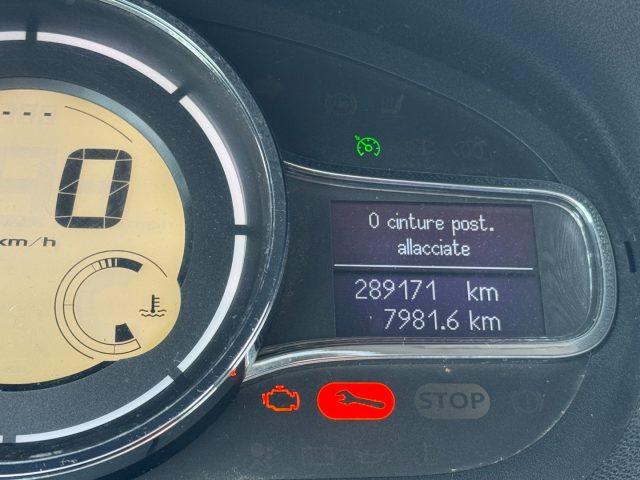 0
km/h
0 cinture post.
allacciate
289171 km
7981.6 km
STOP